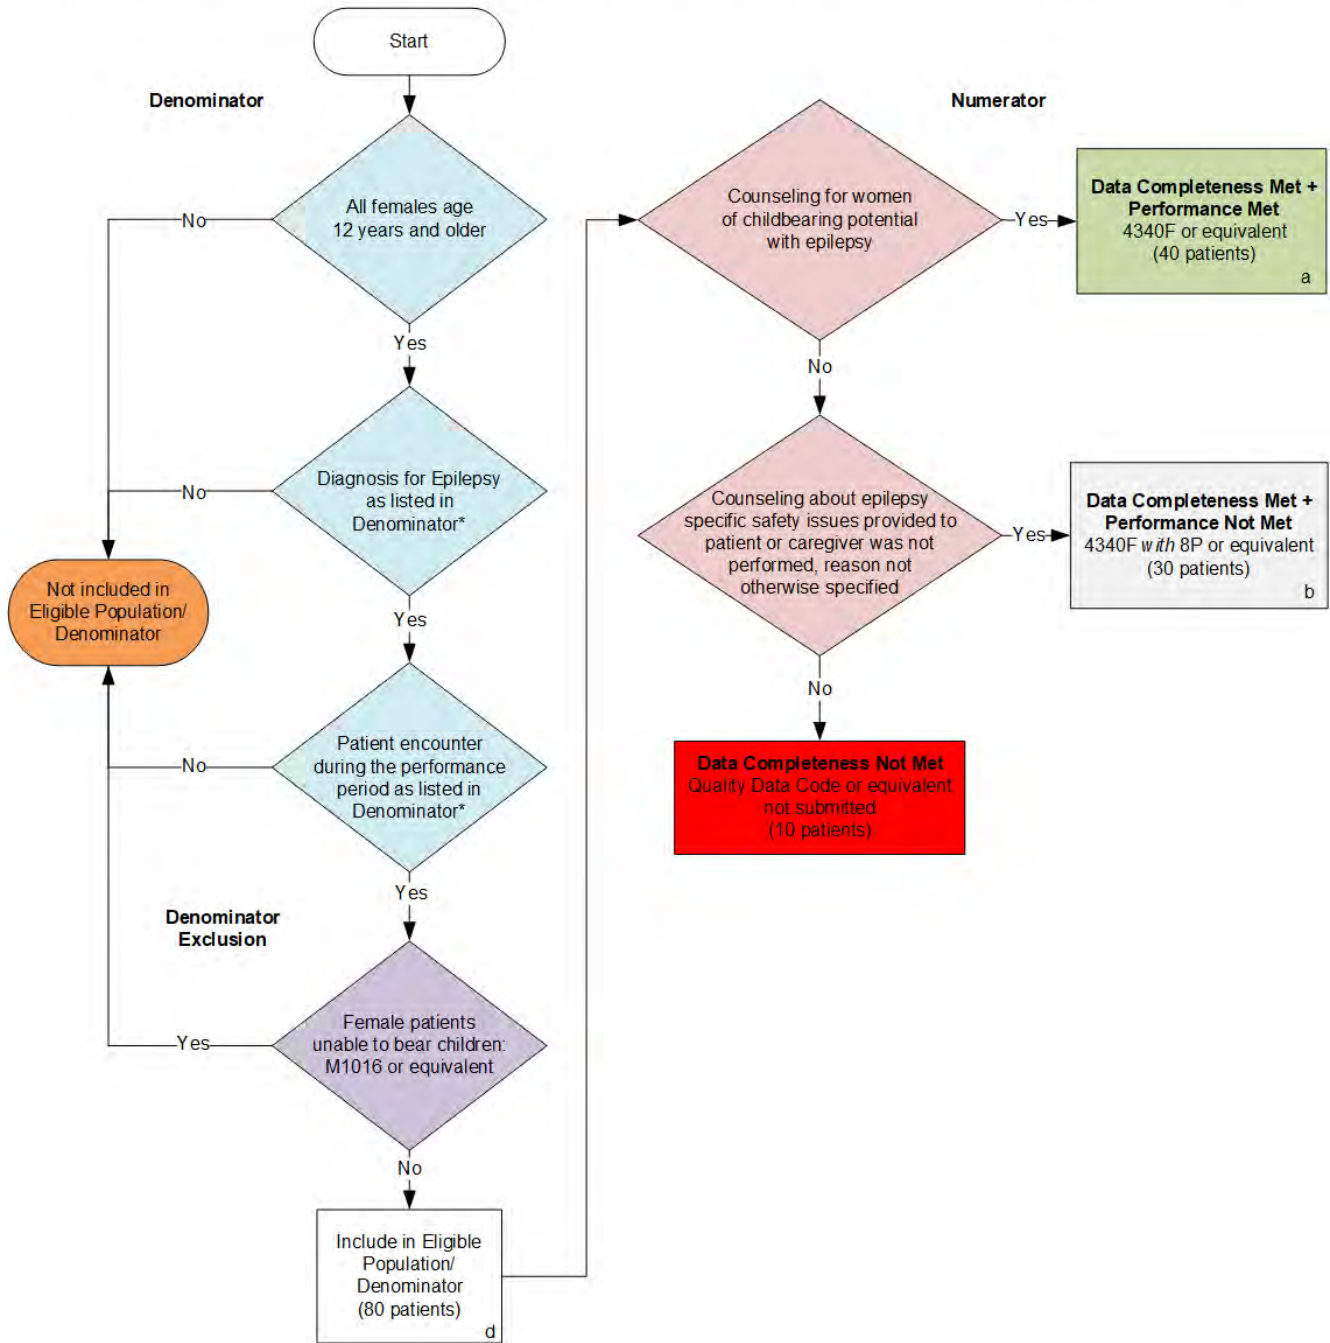 Start
Denominator
All females age
12 years and older
No
Yes
Diagnosis for Epilepsy
as listed in
Denominator*
No
Not included in
Eligible Population/
Denominator
Yes
Patient encounter
during the performance
period as listed in
Denominator*
No
Yes
Denominator
Exclusion
Female patients
unable to bear children:
M1016 or equivalent
Yes
No
Include in Eligible
Population/
Denominator
(80 patients)
d
Numerator
Counseling for women
of childbearing potential
with epilepsy
Yes
Data Completeness Met +
Performance Met
4340F or equivalent
(40 patients)
a
No
Counseling about epilepsy
specific safety issues provided to
patient or caregiver was not
performed, reason not
otherwise specified
Yes
Data Completeness Met +
Performance Not Met
4340F with 8P or equivalent
(30 patients)
b
No
Data Completeness Not Met
Quality Data Code or equivalent
not submitted
(10 patients)